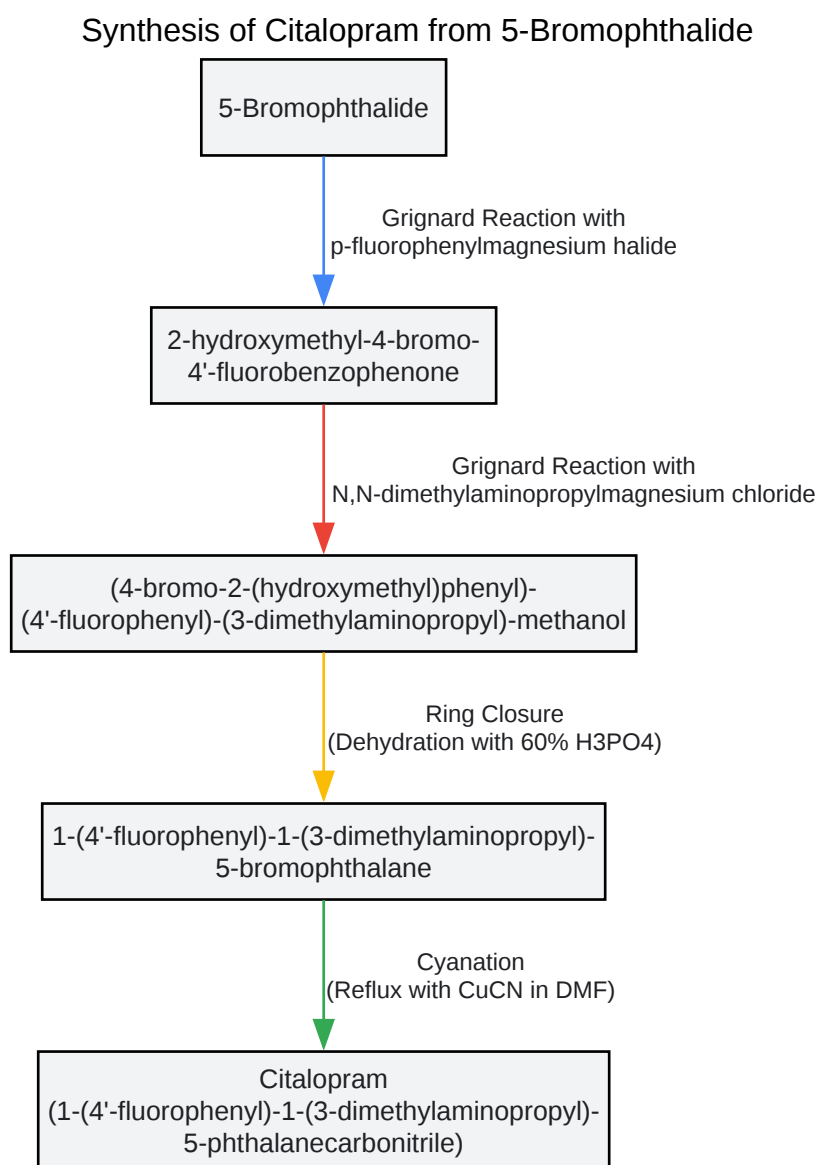 Synthesis of Citalopram from 5-Bromophthalide
5-Bromophthalide
Grignard Reaction with
p-fluorophenylmagnesium halide
2-hydroxymethyl-4-bromo-
4'-fluorobenzophenone
Grignard Reaction with
N,N-dimethylaminopropylmagnesium chloride
(4-bromo-2-(hydroxymethyl)phenyl)-
(4'-fluorophenyl)-(3-dimethylaminopropyl)-methanol
Ring Closure
(Dehydration with 60% H3PO4)
1-(4'-fluorophenyl)-1-(3-dimethylaminopropyl)-
5-bromophthalane
Cyanation
(Reflux with CuCN in DMF)
Citalopram
(1-(4'-fluorophenyl)-1-(3-dimethylaminopropyl)-
5-phthalanecarbonitrile)